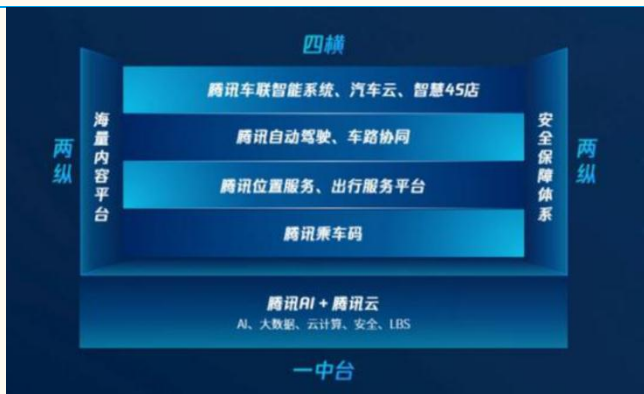 四横
腾讯车联智能系统、汽车云、智慧4S店
腾讯自动驾驶、车路协同
腾讯位置服务、出行服务平台
腾讯乘车码
两纵
海量内容平台
安全保障体系
两纵
腾讯AI + 腾讯云
AI、大数据、云计算、安全、LBS
一中台